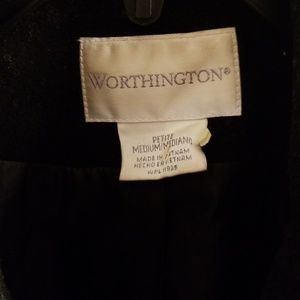 WORTHINGTON®
PETITE
MEDIUM/MEDIANO
MADE IN VIETNAM
HECHO EN VIETNAM